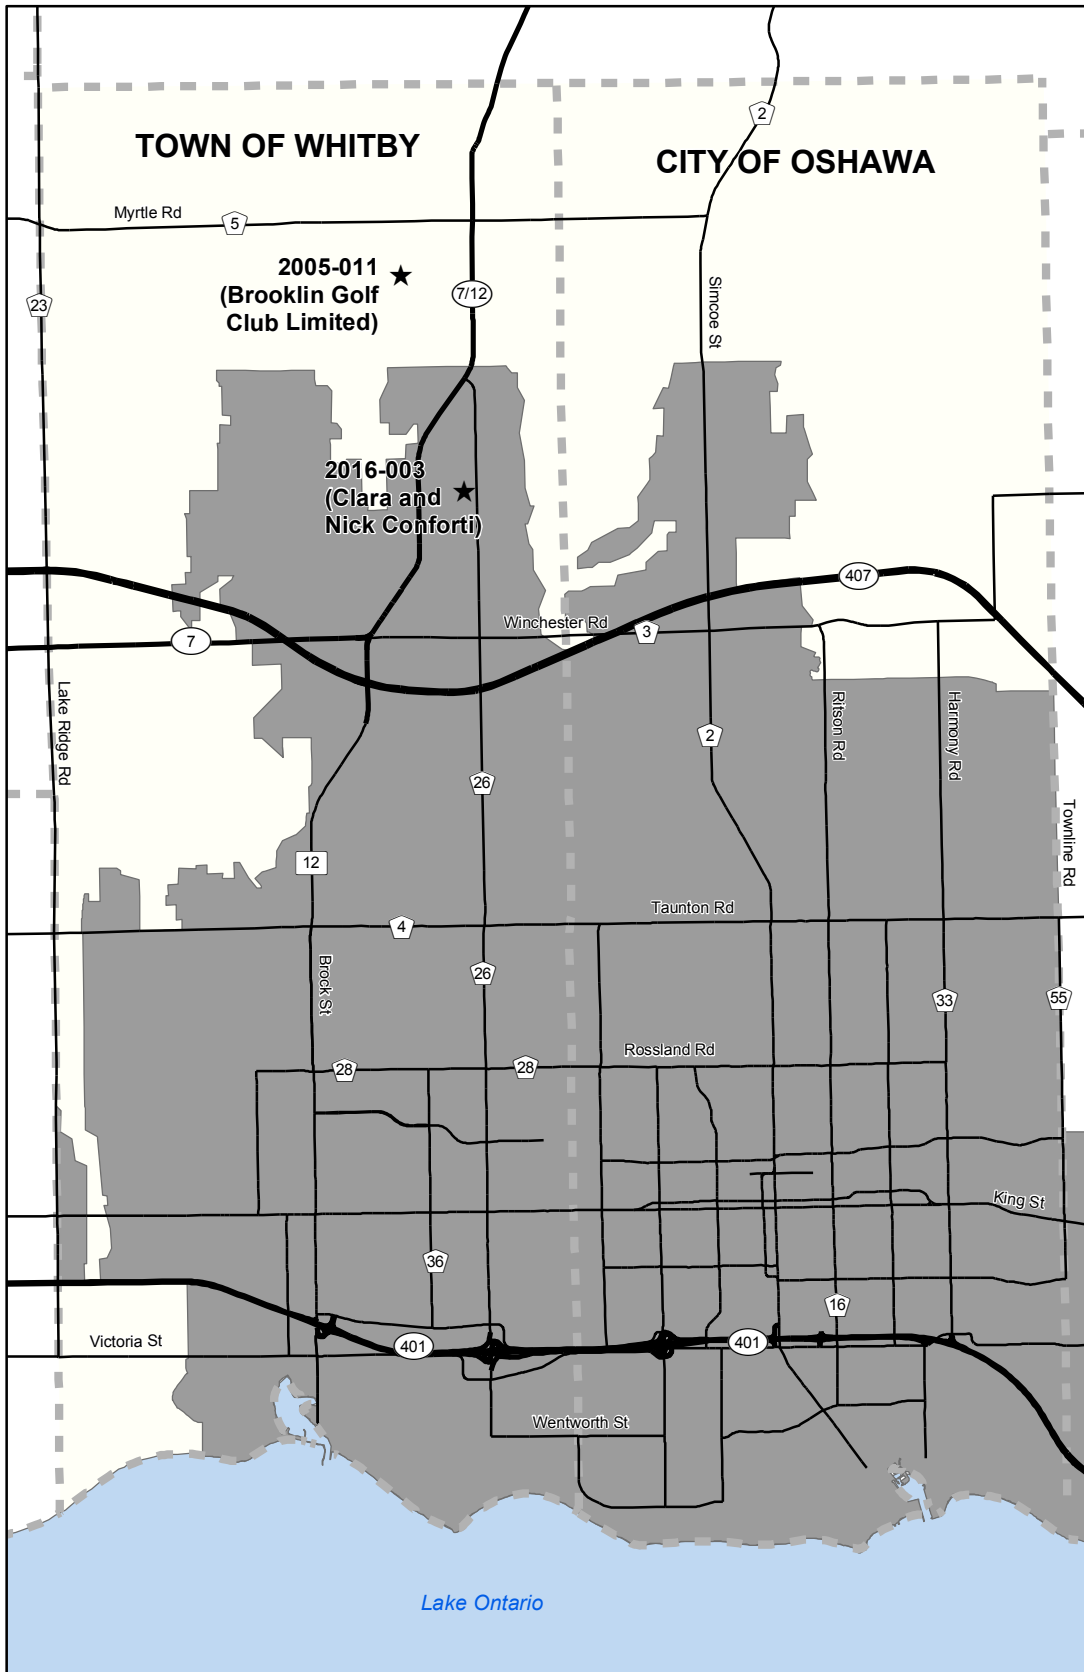 2
TOWN OF WHITBY
CITY OF OSHAWA
Myrtle Rd
5
2005-011
(Brooklin Golf
Club Limited)
7/12
23
Simcoe St
2016-003
(Clara and
Nick Conforti)
407
Winchester Rd
3
7
Lake Ridge Rd
Ritson Rd
Harmony Rd
2
26
Townline Rd
12
Taunton Rd
4
26
Brock St
33
55
Rossland Rd
28
28
King St
36
16
Victoria St
401
401
Wentworth St
Lake Ontario